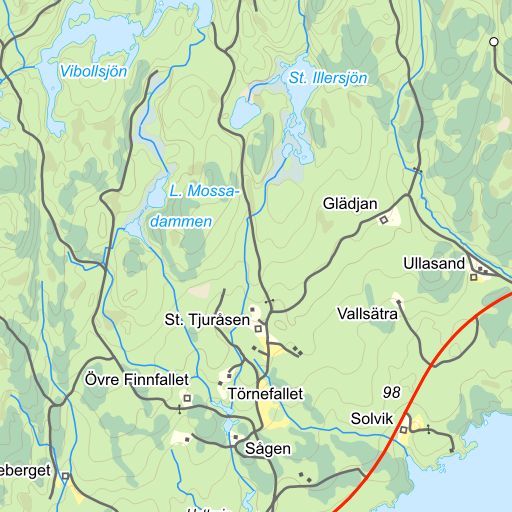 Vibollsjön
St. Illersjön
L. Mossa-
dammen
Glädjan
Ullasand
Vallsätra
St. Tjuråsen
Övre Finnfallet
Törnefallet
98
Solvik
Sågen
eberget